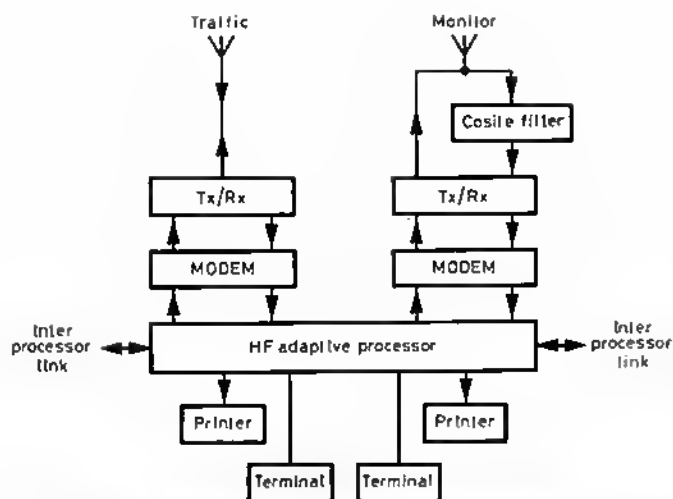 Traffic
Monitor
Cosite filter
Tx/Rx
Tx/Rx
MODEM
MODEM
Inter
processor
link
HF adaptive processor
Inter
processor
link
Printer
Printer
Terminal
Terminal